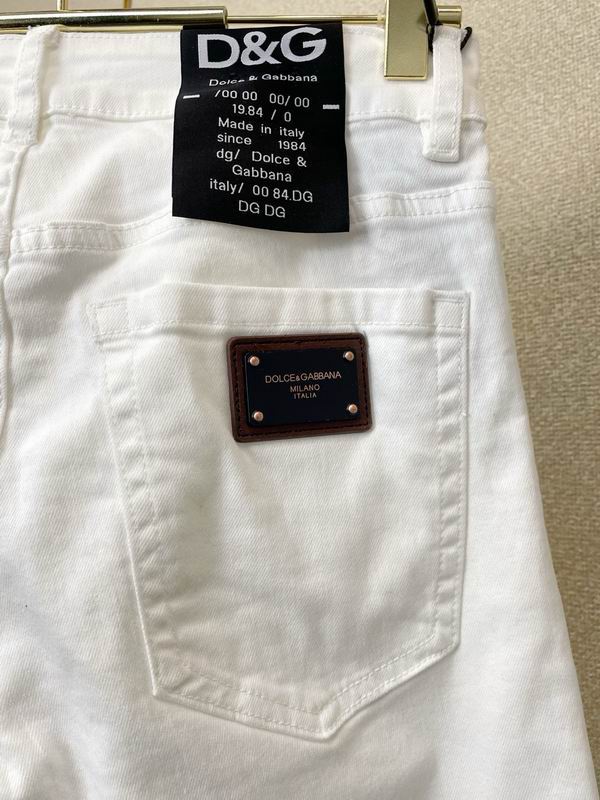 D&G
Dolce & Gabbana
/00 00 00/00
19.84 / 0
Made in italy
since 1984
dg/ Dolce &
Gabbana
italy/ 00 84.DG
DG DG
DOLCE&GABBANA
MILANO
ITALIA